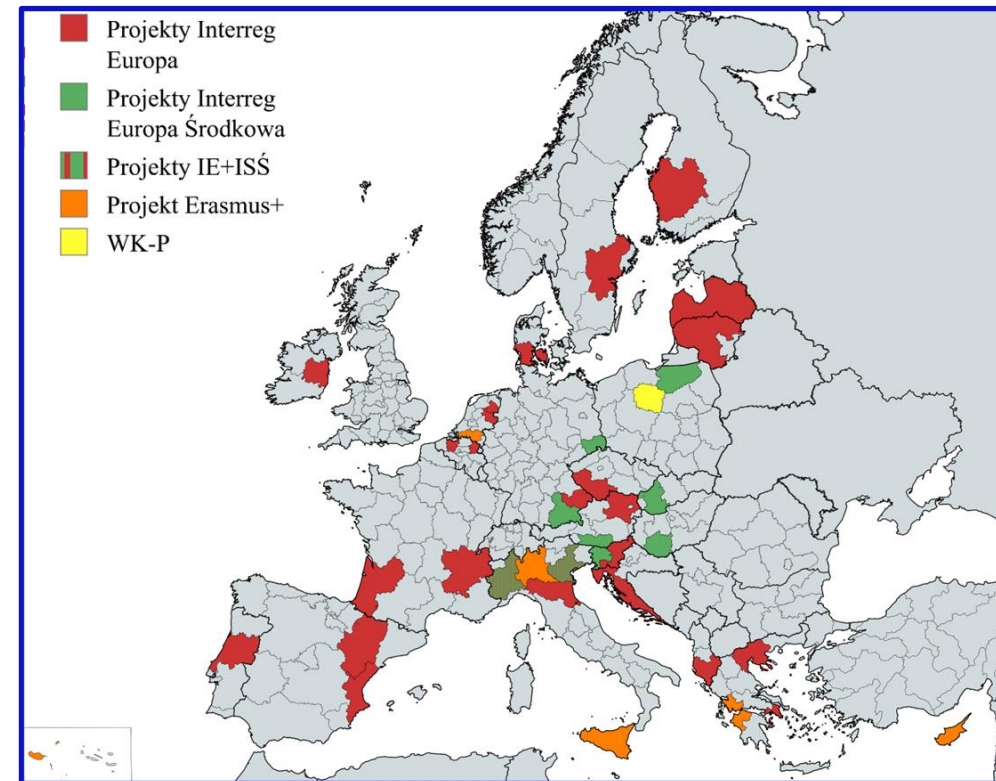 Projekty Interreg
Europa
Projekty Interreg
Europa Środkowa
Projekty IE+ISŚ
Projekt Erasmus+
WK-P